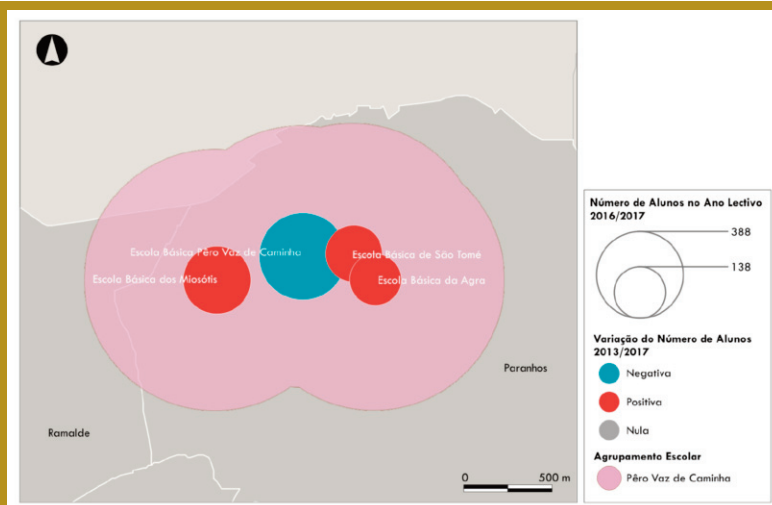 Escola Básica Pêro Vaz de Caminha
Escola Básica de São Tomé
Escola Básica dos Miosótis
Escola Básica da Agra
Paranhos
Ramalde
0 500 m
Número de Alunos no Ano Lectivo
2016/2017
388
138
Variação do Número de Alunos
2013/2017
Negativa
Positiva
Nula
Agrupamento Escolar
Pêro Vaz de Caminha